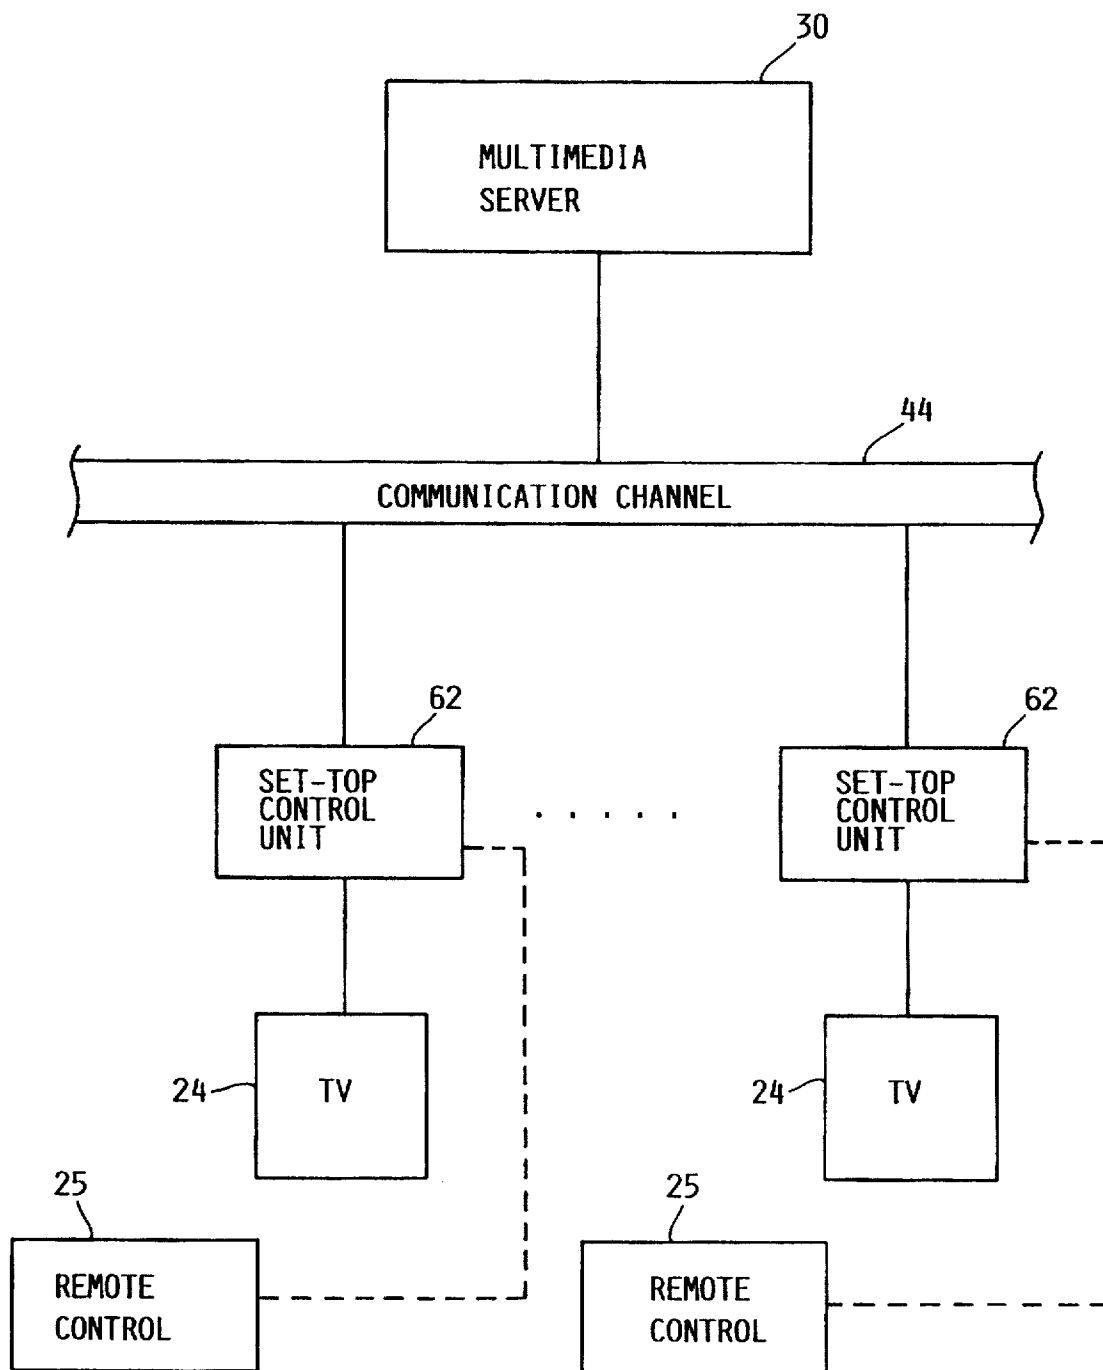 30
MULTIMEDIA
SERVER
44
COMMUNICATION CHANNEL
62
62
SET-TOP
CONTROL
UNIT
. . . . .
SET-TOP
CONTROL
UNIT
24
TV
24
TV
25
25
REMOTE
CONTROL
REMOTE
CONTROL